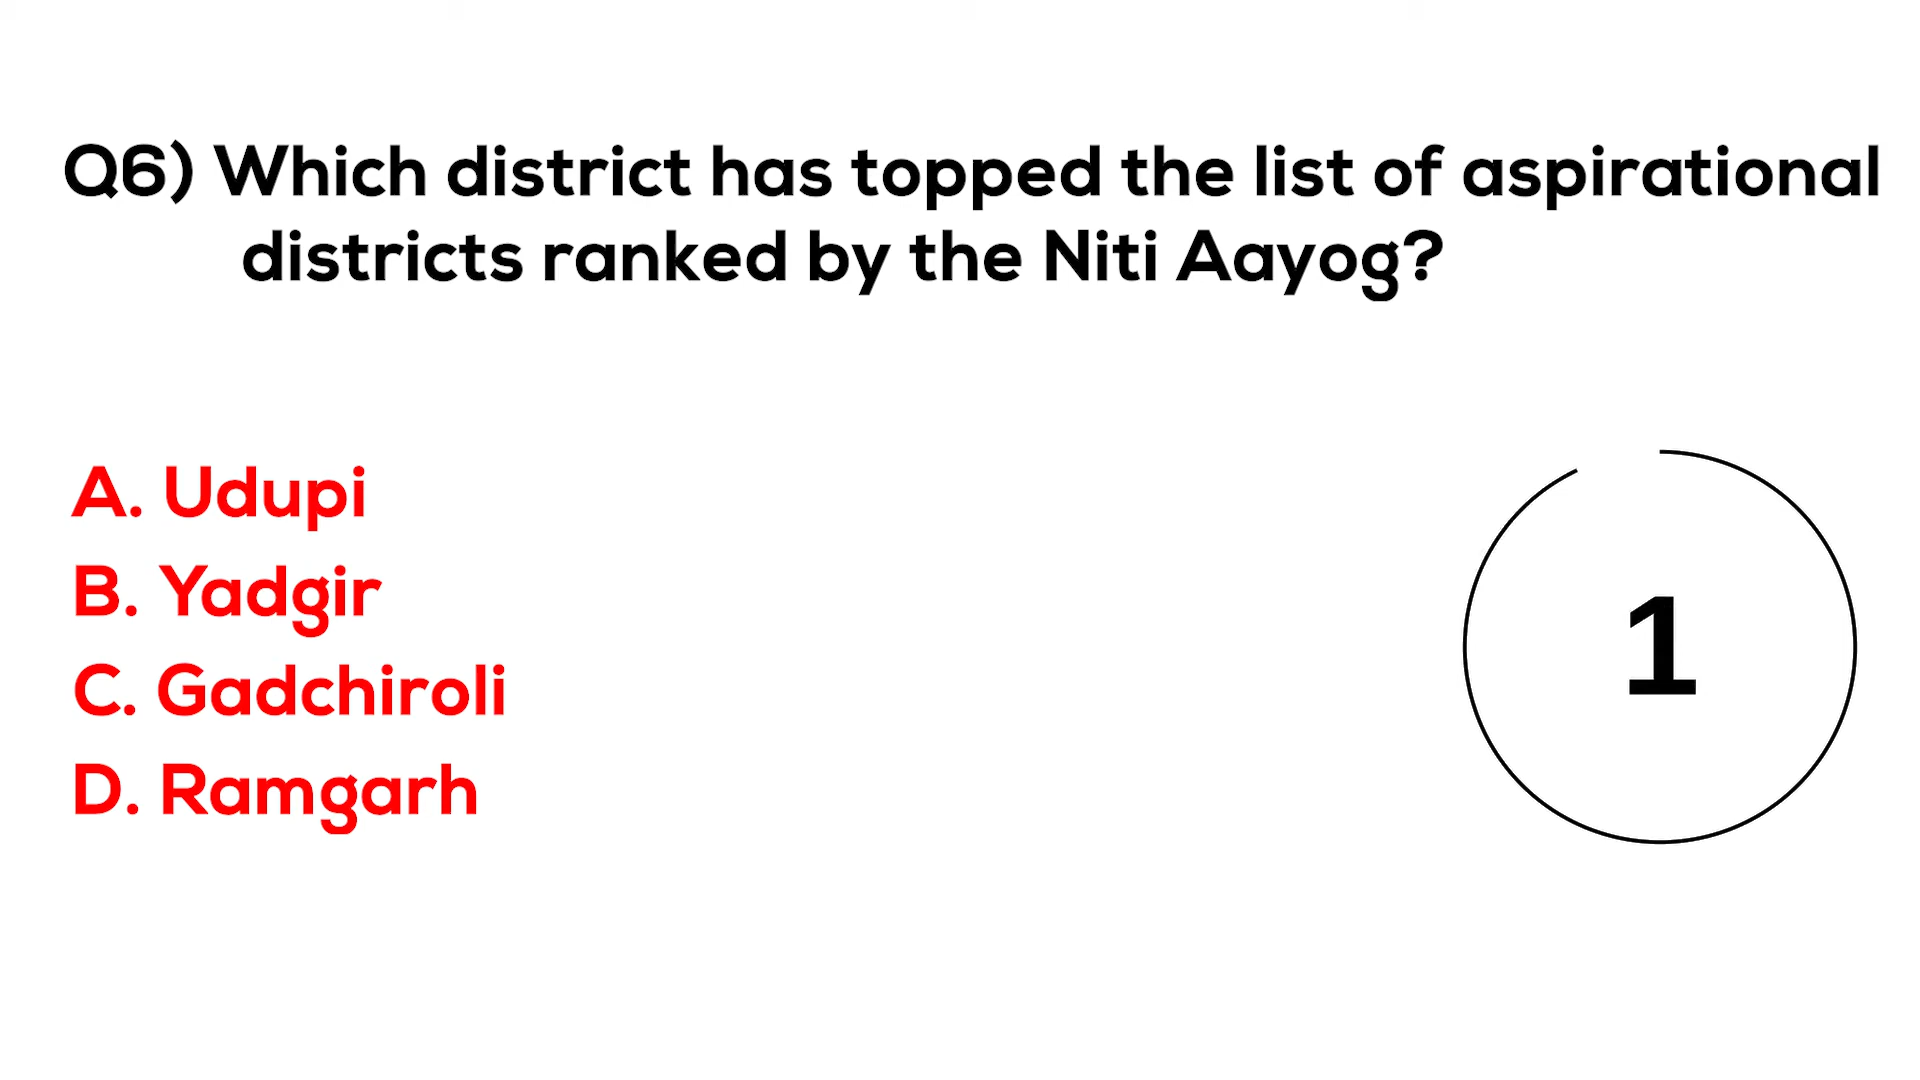 Q6) Which district has topped the list of aspirational
districts ranked by the Niti Aayog?
A. Udupi
B. Yadgir
C. Gadchiroli
D. Ramgarh
1